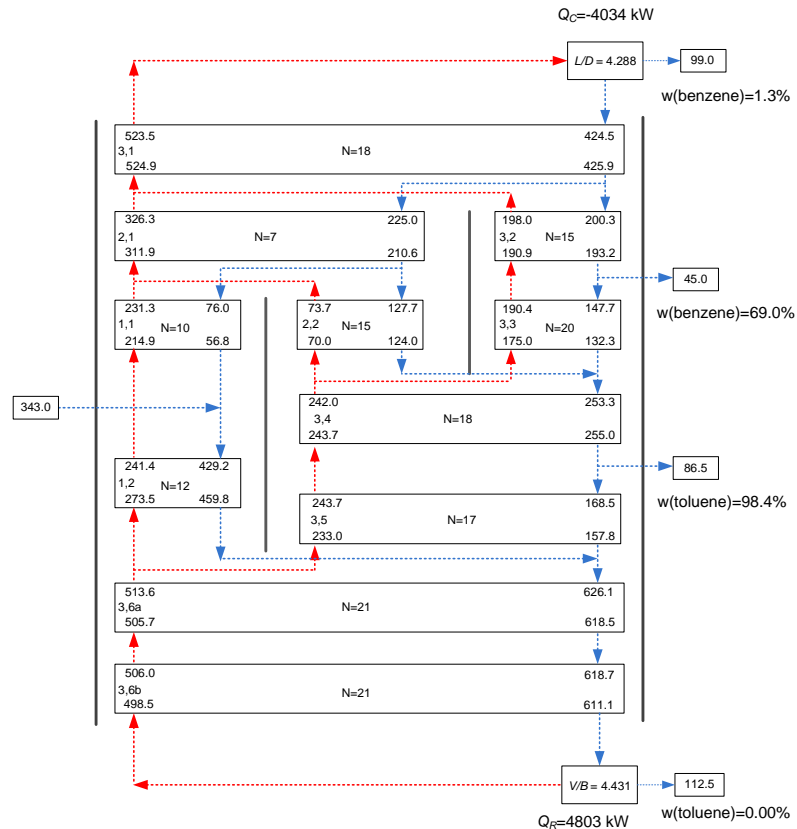 Q_C=-4034 kW
L/D = 4.288
99.0
w(benzene)=1.3%
523.5 424.5
3,1 N=18
524.9 425.9
326.3 225.0
2,1 N=7
311.9 210.6
198.0 200.3
3,2 N=15
190.9 193.2
45.0
w(benzene)=69.0%
231.3 76.0
1,1 N=10
214.9 56.8
73.7 127.7
2,2 N=15
70.0 124.0
190.4 147.7
3,3 N=20
175.0 132.3
343.0
242.0 253.3
3,4 N=18
243.7 255.0
86.5
w(toluene)=98.4%
241.4 429.2
1,2 N=12
273.5 459.8
243.7 168.5
3,5 N=17
233.0 157.8
513.6 626.1
3,6a N=21
505.7 618.5
506.0 618.7
3,6b N=21
498.5 611.1
V/B = 4.431
112.5
w(toluene)=0.00%
Q_R=4803 kW